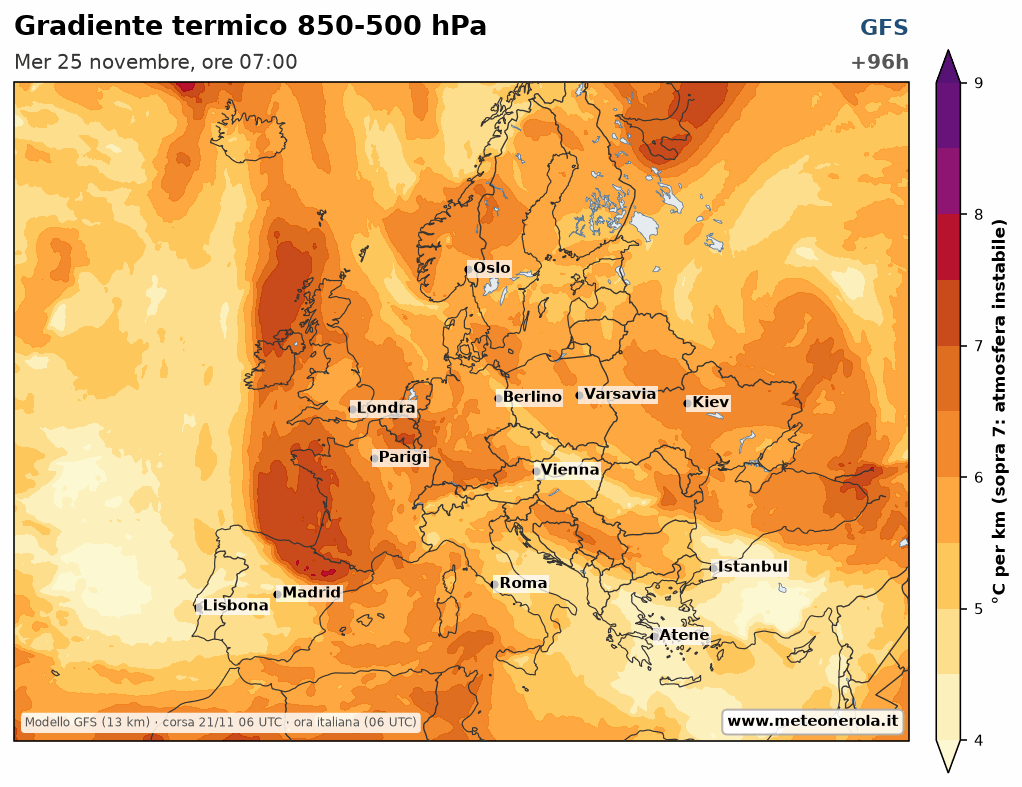 Gradiente termico 850-500 hPa
GFS
Mer 25 novembre, ore 07:00
+96h
9
8
7
6
5
4
°C per km (sopra 7: atmosfera instabile)
Oslo
Londra
Berlino
Varsavia
Kiev
Parigi
Vienna
Istanbul
Roma
Madrid
Lisbona
Atene
Modello GFS (13 km) · corsa 21/11 06 UTC · ora italiana (06 UTC)
www.meteonerola.it